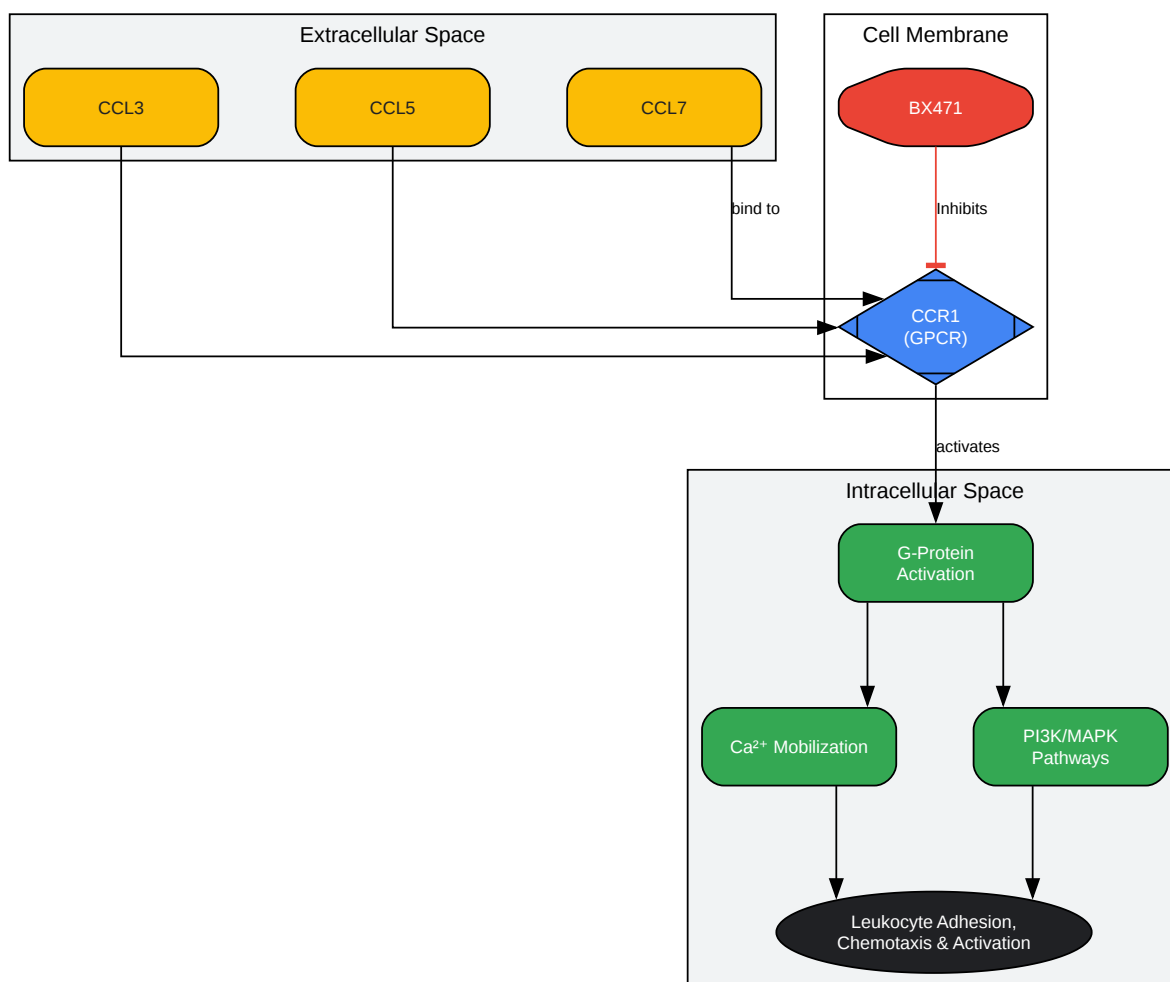 Extracellular Space
Cell Membrane
CCL3
CCL5
CCL7
BX471
bind to
Inhibits
CCR1
(GPCR)
activates
Intracellular Space
G-Protein
Activation
Ca²⁺ Mobilization
PI3K/MAPK
Pathways
Leukocyte Adhesion,
Chemotaxis & Activation